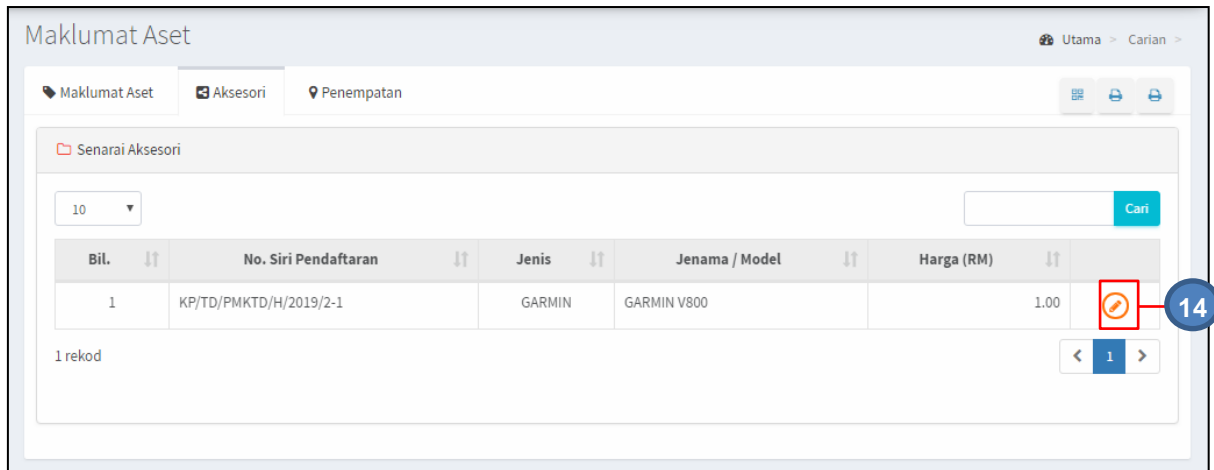 Maklumat Aset
Utama > Carian >
Maklumat Aset Aksesori Penempatan
Senarai Aksesori
10 Cari
Bil. No. Siri Pendaftaran Jenis Jenama / Model Harga (RM)
1 KP/TD/PMKTD/H/2019/2-1 GARMIN GARMIN V800 1.00
14
1 rekod < 1 >